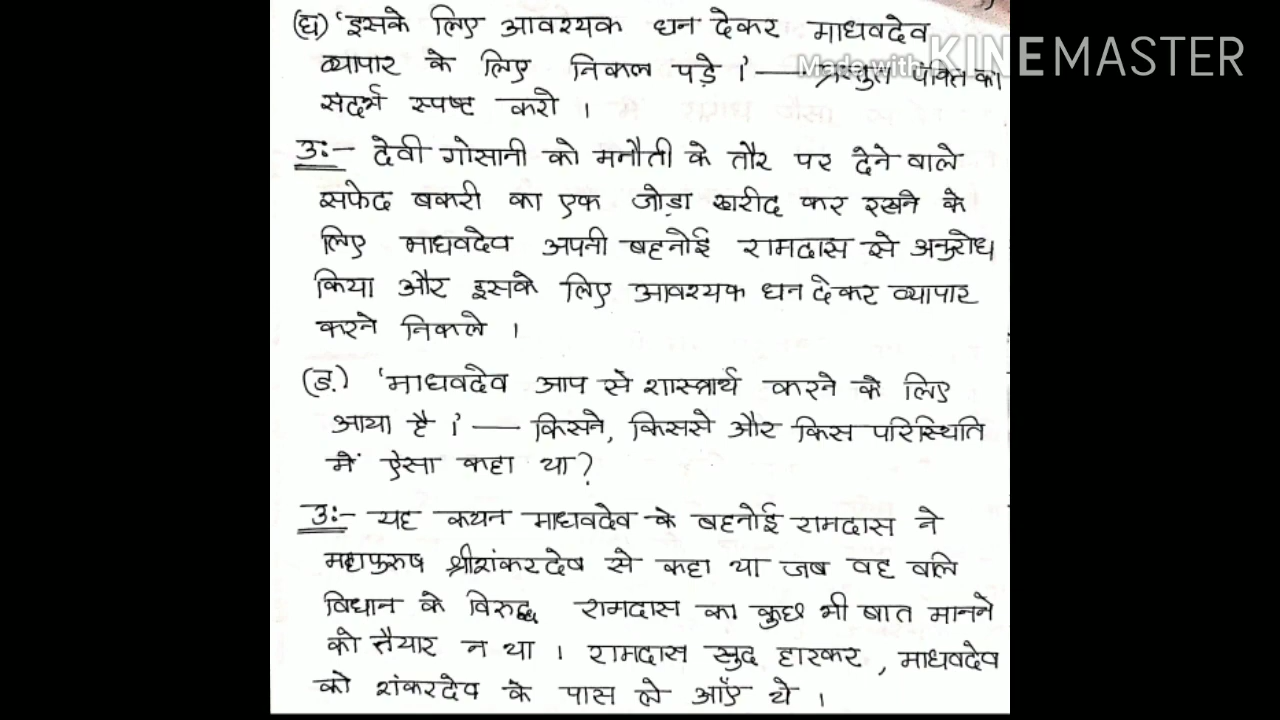 (घ) 'इसके लिए आवश्यक धन देकर माधवदेव
व्यापार के लिए निकल पड़े।' — प्रस्तुत पंक्ति का
Made with KINEMASTER
संदर्भ स्पष्ट करो ।
उः- देवी गोसानी को मनौती के तौर पर देने वाले
सफेद बकरी का एक जोड़ा खरीद कर रखने के
लिए माधवदेव अपनी बहनोई रामदास से अनुरोध
किया और इसके लिए आवश्यक धन देकर व्यापार
करने निकले ।
(ङ) 'माधवदेव आप से शास्त्रार्थ करने के लिए
आया है ।' — किसने, किससे और किस परिस्थिति
में ऐसा कहा था?
उः- यह कथन माधवदेव के बहनोई रामदास ने
महापुरुष श्रीशंकरदेव से कहा था जब वह बलि
विधान के विरुद्ध रामदास का कुछ भी बात मानने
को तैयार न था । रामदास खुद हारकर, माधवदेव
को शंकरदेव के पास ले आऍ थे ।